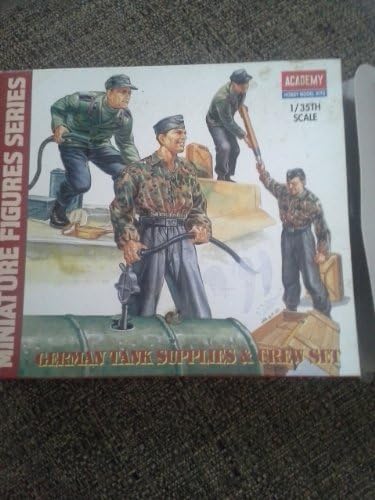 MINIATURE FIGURES SERIES
ACADEMY
HOBBY MODEL KITS
1/35TH
SCALE
GERMAN TANK SUPPLIES & CREW SET